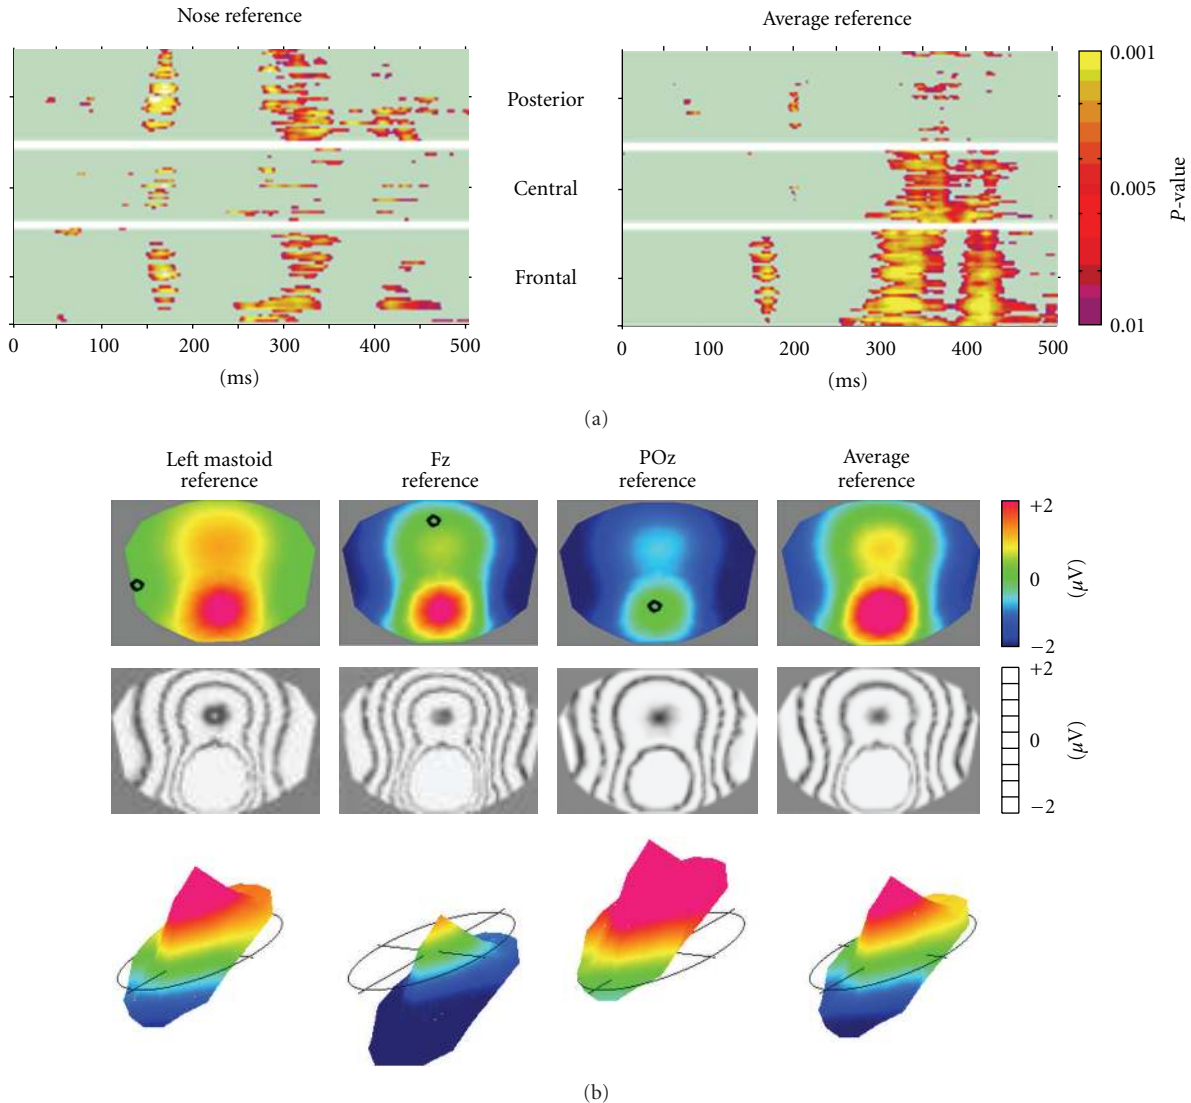 Nose reference
Average reference
Posterior
Central
Frontal
0 100 200 300 400 500
(ms)
0 100 200 300 400 500
(ms)
0.001
0.005
0.01
P-value
(a)
Left mastoid
reference
Fz
reference
POz
reference
Average
reference
+2
0
−2
(μV)
+2
0
−2
(μV)
(b)